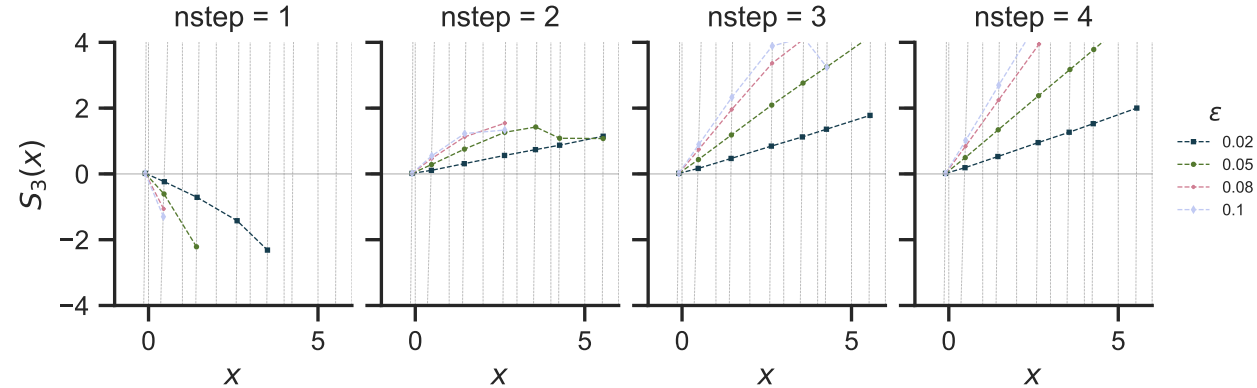 nstep = 1
nstep = 2
nstep = 3
nstep = 4
S₃(x)
4
2
0
−2
−4
0 5
0 5
0 5
0 5
x
x
x
x
ε
0.02
0.05
0.08
0.1